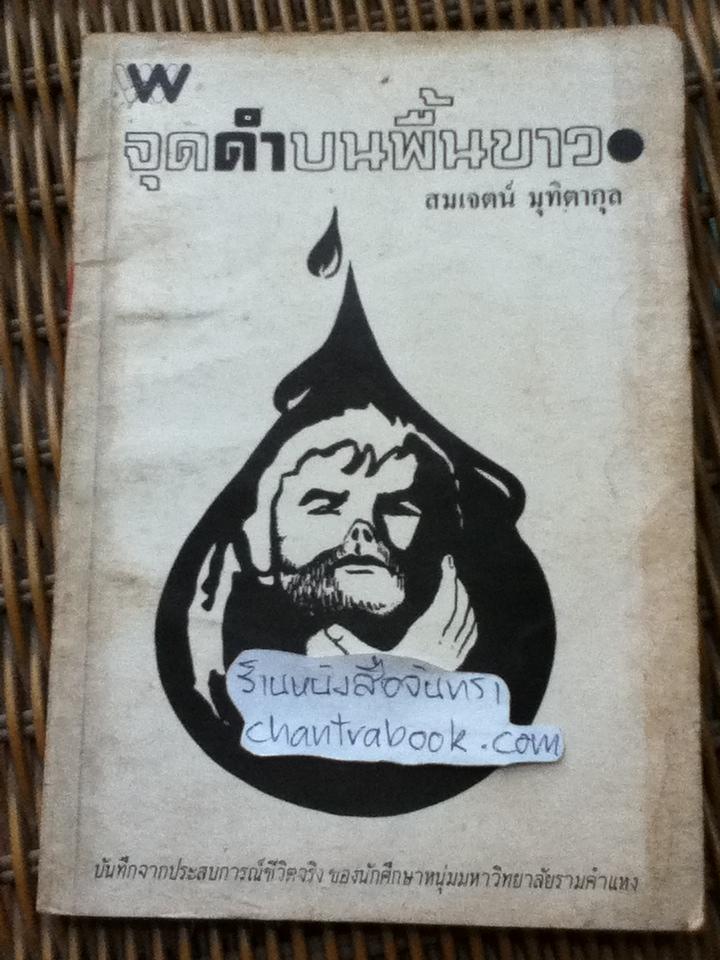 W
จุดดำบนพื้นขาว
สมเจตน์ มุทิตากุล
ร้านหนังสือจันทรา
chantrabook.com
บันทึกจากประสบการณ์ชีวิตจริง ของนักศึกษาหนุ่มมหาวิทยาลัยรามคำแหง